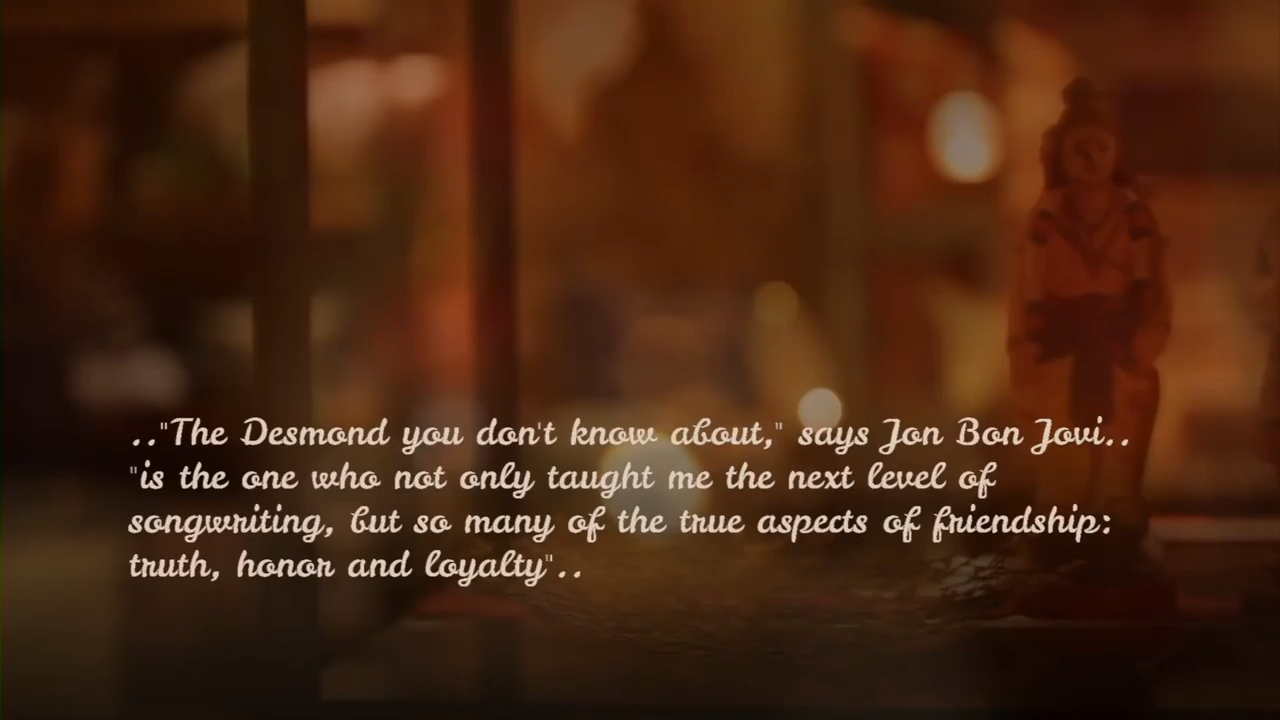 .."The Desmond you don't know about," says Jon Bon Jovi..
"is the one who not only taught me the next level of
songwriting, but so many of the true aspects of friendship:
truth, honor and loyalty"..